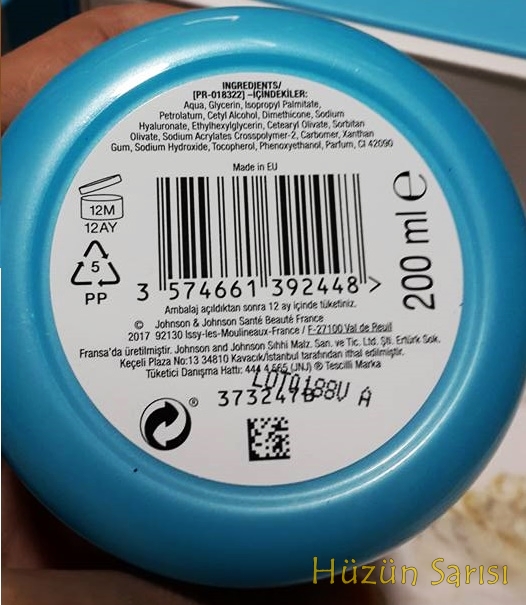 INGREDIENTS/
[PR-018322] –İÇİNDEKİLER:
Aqua, Glycerin, Isopropyl Palmitate,
Petrolatum, Cetyl Alcohol, Dimethicone, Sodium
Hyaluronate, Ethylhexylglycerin, Cetearyl Olivate, Sorbitan
Olivate, Sodium Acrylates Crosspolymer-2, Carbomer, Xanthan
Gum, Sodium Hydroxide, Tocopherol, Phenoxyethanol, Parfum, CI 42090
Made in EU
12M
12AY
5
PP
200 ml e
3 574661 392448 >
Ambalaj açıldıktan sonra 12 ay içinde tüketiniz.
© Johnson & Johnson Santé Beauté France
2017 92130 Issy-les-Moulineaux-France / F-27100 Val de Reuil
Fransa'da üretilmiştir. Johnson and Johnson Sıhhi Malz. San. ve Tic. Ltd. Şti. Ertürk Sok.
Keçeli Plaza No:13 34810 Kavacık/İstanbul tarafından ithal edilmiştir.
Tüketici Danışma Hattı: 444 4 565 (JNJ) ® Tescilli Marka
A
Hüzün Sarısı